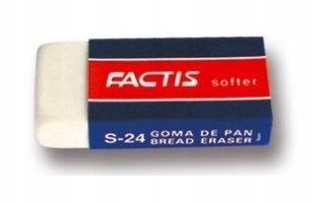 FACTIS softer
S-24 GOMA DE PAN
BREAD ERASER